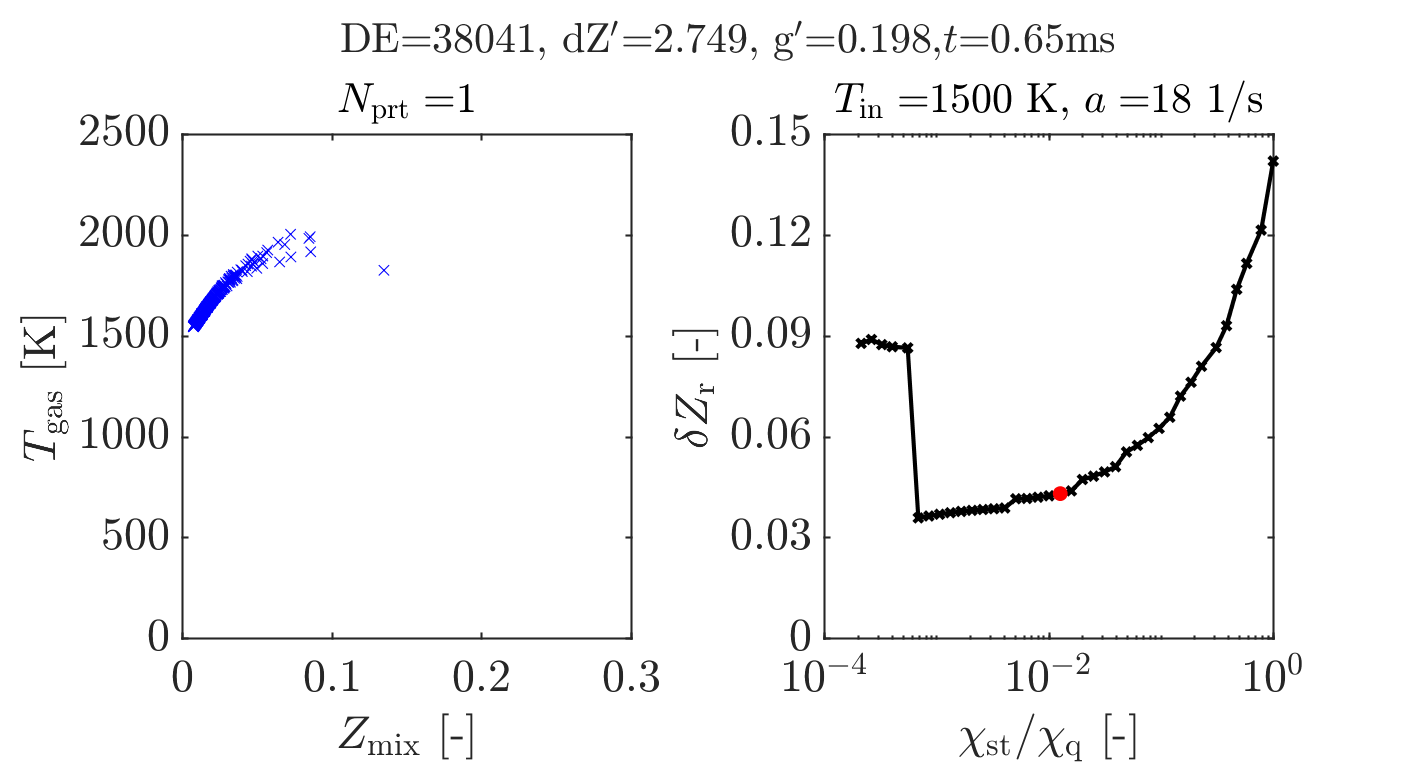 DE=38041, dZ′=2.749, g′=0.198,t=0.65ms
N_prt =1
T_in =1500 K, a =18 1/s
2500
2000
1500
1000
500
0
T_gas [K]
0 0.1 0.2 0.3
Z_mix [-]
0.15
0.12
0.09
0.06
0.03
0
δZ_r [-]
10^−4 10^−2 10^0
χ_st/χ_q [-]